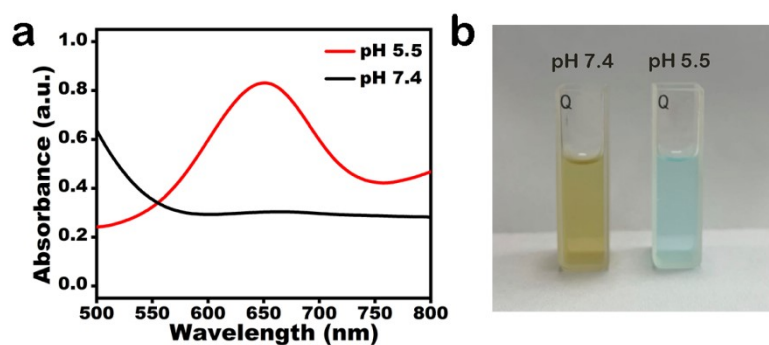 a
1.0
0.8
0.6
0.4
0.2
0.0
Absorbance (a.u.)
pH 5.5
pH 7.4
500 550 600 650 700 750 800
Wavelength (nm)
b
pH 7.4 pH 5.5
Q Q